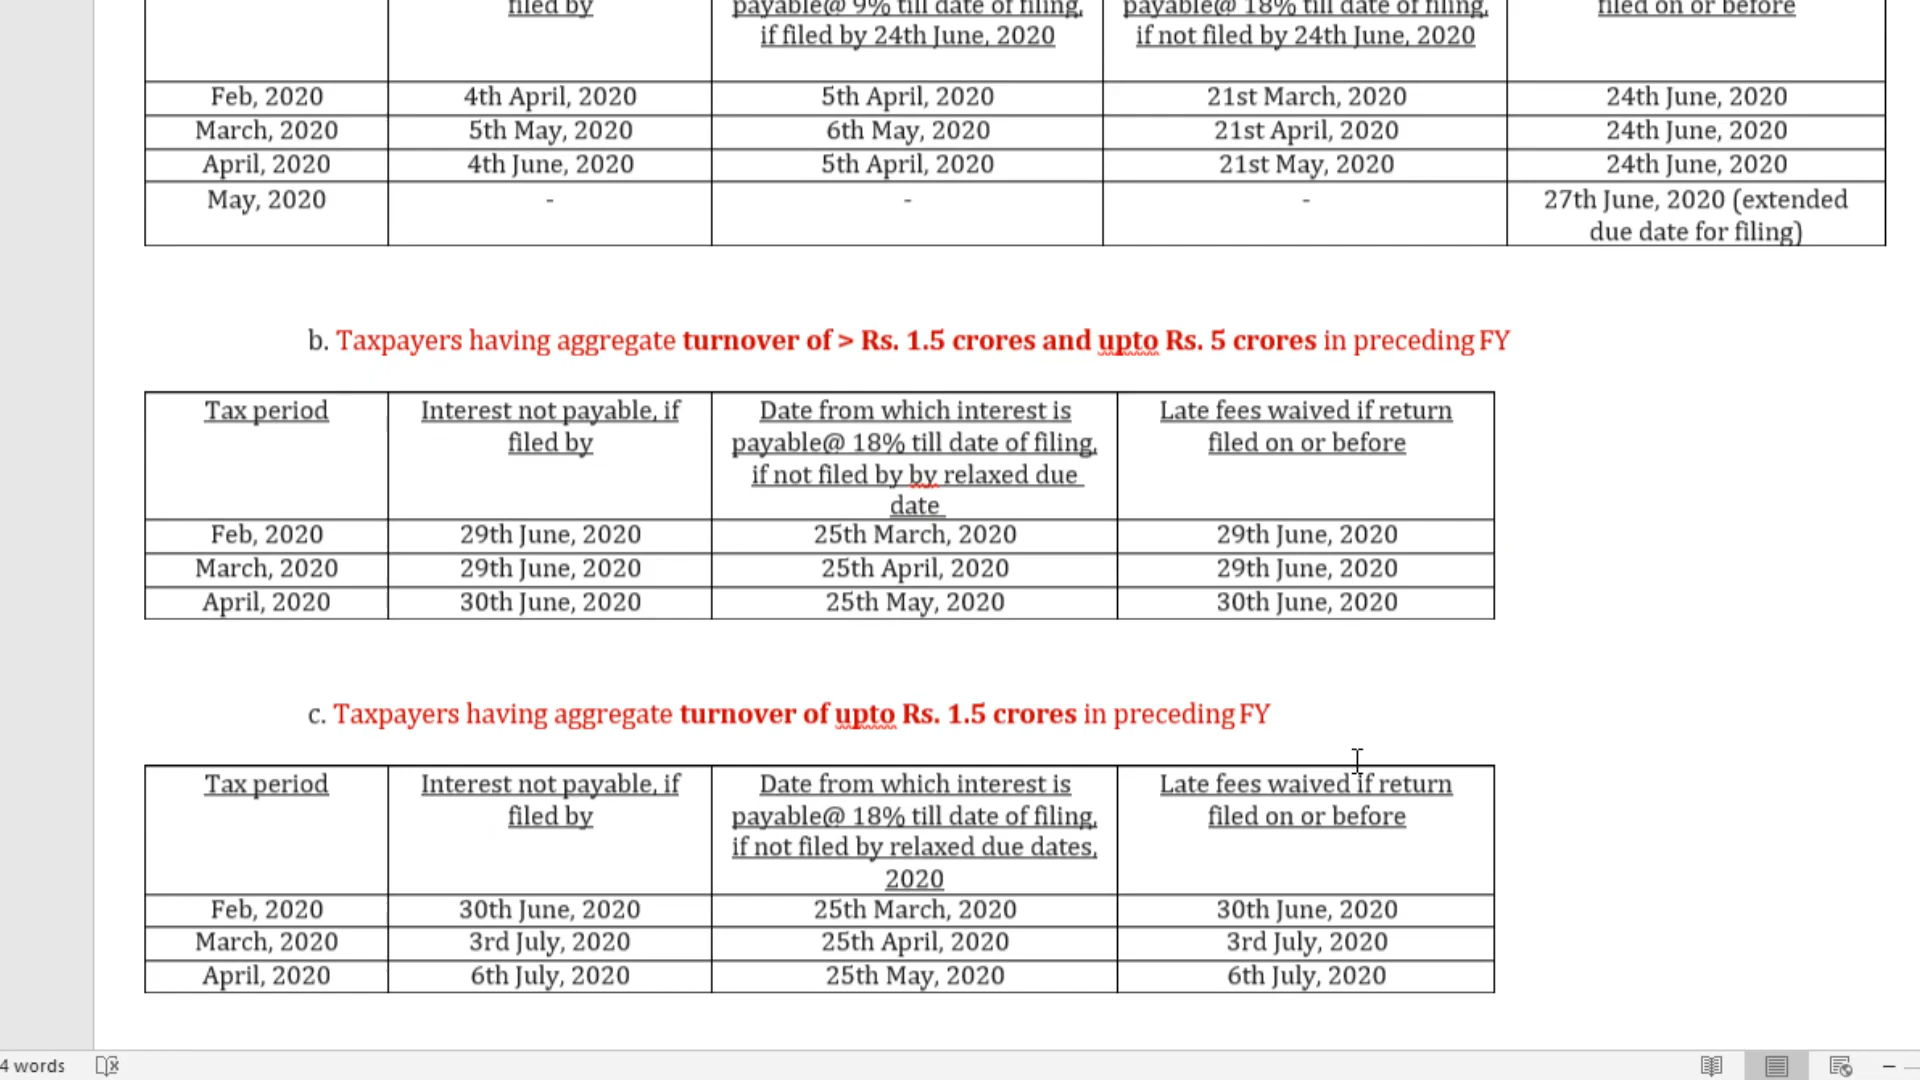 filed by
payable@ 9% till date of filing,
if filed by 24th June, 2020
payable@ 18% till date of filing,
if not filed by 24th June, 2020
filed on or before
Feb, 2020 4th April, 2020 5th April, 2020 21st March, 2020 24th June, 2020
March, 2020 5th May, 2020 6th May, 2020 21st April, 2020 24th June, 2020
April, 2020 4th June, 2020 5th April, 2020 21st May, 2020 24th June, 2020
May, 2020 - - - 27th June, 2020 (extended
due date for filing)
b. Taxpayers having aggregate turnover of > Rs. 1.5 crores and upto Rs. 5 crores in preceding FY
Tax period
Interest not payable, if
filed by
Date from which interest is
payable@ 18% till date of filing,
if not filed by by relaxed due
date
Late fees waived if return
filed on or before
Feb, 2020 29th June, 2020 25th March, 2020 29th June, 2020
March, 2020 29th June, 2020 25th April, 2020 29th June, 2020
April, 2020 30th June, 2020 25th May, 2020 30th June, 2020
c. Taxpayers having aggregate turnover of upto Rs. 1.5 crores in preceding FY
Tax period
Interest not payable, if
filed by
Date from which interest is
payable@ 18% till date of filing,
if not filed by relaxed due dates,
2020
Late fees waived if return
filed on or before
Feb, 2020 30th June, 2020 25th March, 2020 30th June, 2020
March, 2020 3rd July, 2020 25th April, 2020 3rd July, 2020
April, 2020 6th July, 2020 25th May, 2020 6th July, 2020
4 words